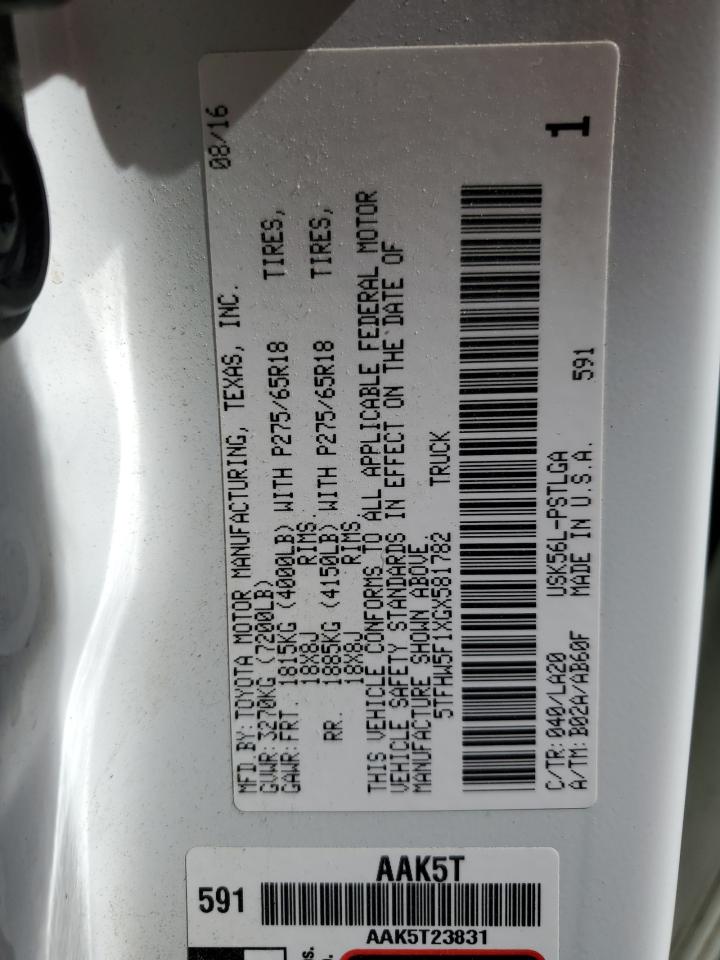 MFD.BY:TOYOTA MOTOR MANUFACTURING, TEXAS, INC. 08/16
GVWR:3270KG(7200LB)
GAWR:FRT. 1815KG (4000LB) WITH P275/65R18 TIRES,
18X8J RIMS.
RR. 1885KG (4150LB) WITH P275/65R18 TIRES,
18X8J RIMS.
THIS VEHICLE CONFORMS TO ALL APPLICABLE FEDERAL MOTOR
VEHICLE SAFETY STANDARDS IN EFFECT ON THE DATE OF
MANUFACTURE SHOWN ABOVE.
5TFHW5F1XGX581782 TRUCK
1
C/TR:040/LA20 USK56L-PSTLGA
A/TM:B02A/AB60F MADE IN U.S.A. 591
AAK5T
591
AAK5T23831